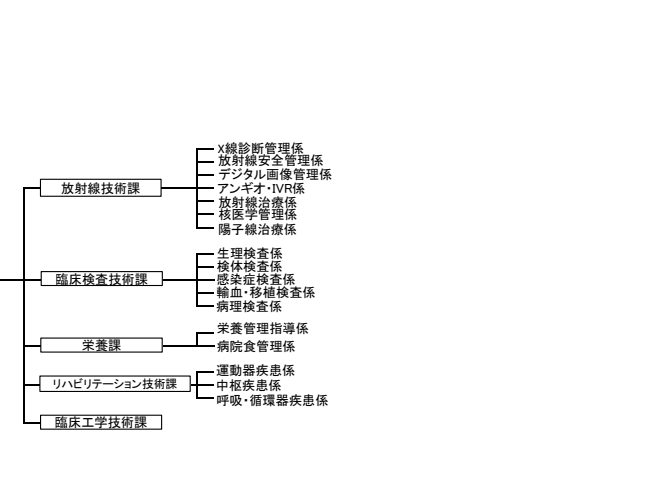 放射線技術課
X線診断管理係
放射線安全管理係
デジタル画像管理係
アンギオ・IVR係
放射線治療係
核医学管理係
陽子線治療係
臨床検査技術課
生理検査係
検体検査係
感染症検査係
輸血・移植検査係
病理検査係
栄養課
栄養管理指導係
病院食管理係
リハビリテーション技術課
運動器疾患係
中枢疾患係
呼吸・循環器疾患係
臨床工学技術課